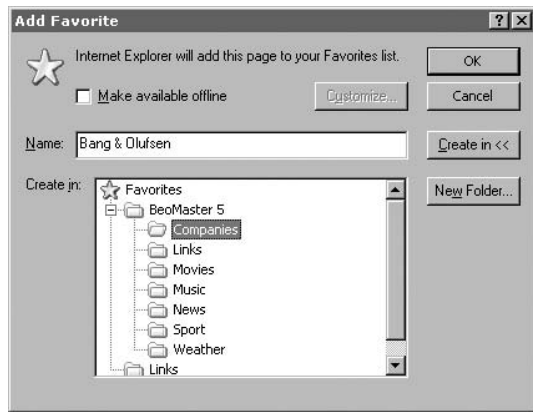 Add Favorite
Internet Explorer will add this page to your Favorites list.
OK
Make available offline
Customize...
Cancel
Name: Bang & Olufsen
Create in <<
Create in:
Favorites
New Folder...
BeoMaster 5
Companies
Links
Movies
Music
News
Sport
Weather
Links